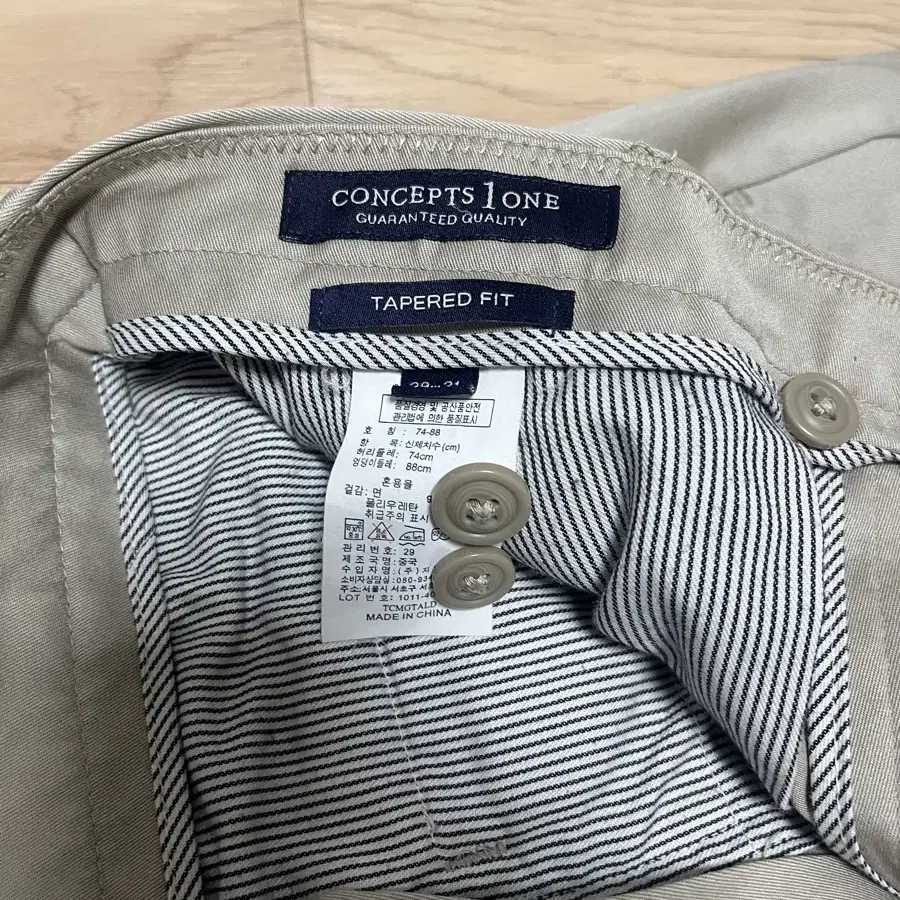 CONCEPTS 1 ONE
GUARANTEED QUALITY
TAPERED FIT
품질경영 및 공산품안전
관리법에 의한 품질표시
호 칭 : 74-88
항 목: 신체치수(cm)
허리둘레: 74cm
엉덩이둘레: 88cm
혼용율
겉감: 면
폴리우레탄
취급주의 표시
관리번호: 29
제조국명: 중국
수입자명: (주)
소비자상담실: 080-934
주소: 서울시 서초구
LOT 번호: 1011-40
TCMGTALD
MADE IN CHINA